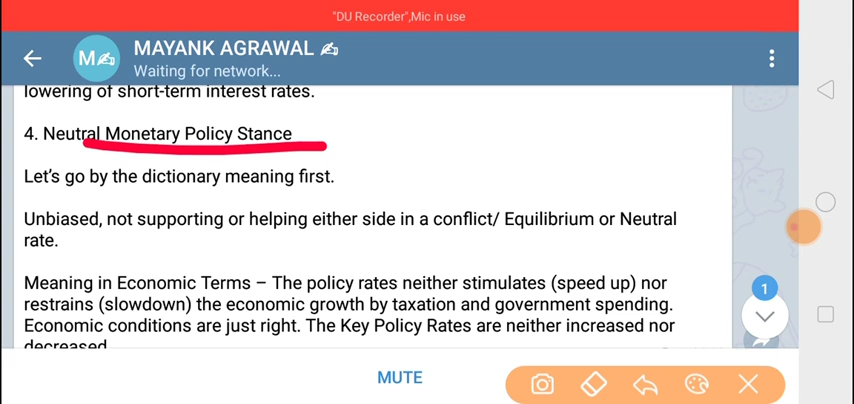 "DU Recorder",Mic in use
MAYANK AGRAWAL ✍
Waiting for network...
M✍
lowering of short-term interest rates.
4. Neutral Monetary Policy Stance
Let's go by the dictionary meaning first.
Unbiased, not supporting or helping either side in a conflict/ Equilibrium or Neutral
rate.
Meaning in Economic Terms – The policy rates neither stimulates (speed up) nor
restrains (slowdown) the economic growth by taxation and government spending.
Economic conditions are just right. The Key Policy Rates are neither increased nor
decreased
1
MUTE